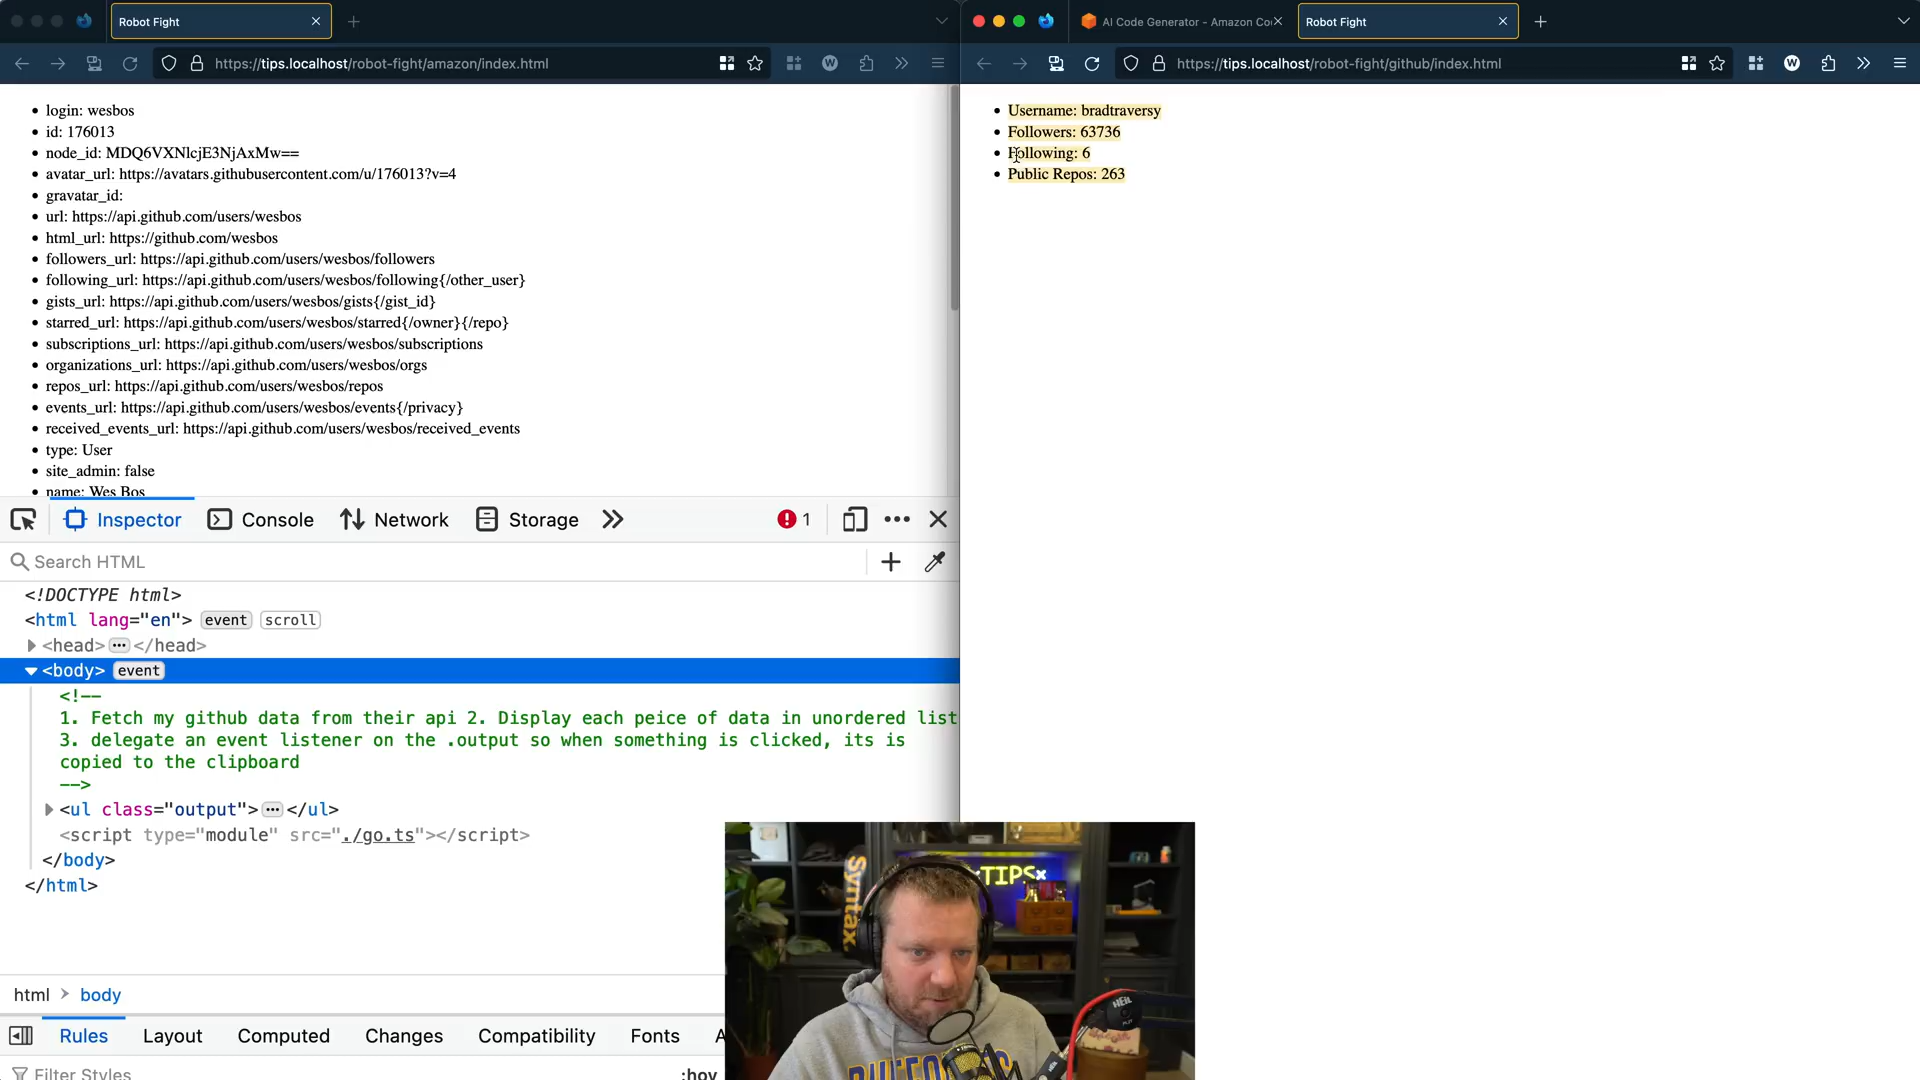 Robot Fight
https://tips.localhost/robot-fight/amazon/index.html
login: wesbos
id: 176013
node_id: MDQ6VXNlcjE3NjAxMw==
avatar_url: https://avatars.githubusercontent.com/u/176013?v=4
gravatar_id:
url: https://api.github.com/users/wesbos
html_url: https://github.com/wesbos
followers_url: https://api.github.com/users/wesbos/followers
following_url: https://api.github.com/users/wesbos/following{/other_user}
gists_url: https://api.github.com/users/wesbos/gists{/gist_id}
starred_url: https://api.github.com/users/wesbos/starred{/owner}{/repo}
subscriptions_url: https://api.github.com/users/wesbos/subscriptions
organizations_url: https://api.github.com/users/wesbos/orgs
repos_url: https://api.github.com/users/wesbos/repos
events_url: https://api.github.com/users/wesbos/events{/privacy}
received_events_url: https://api.github.com/users/wesbos/received_events
type: User
site_admin: false
name: Wes Bos
Inspector Console Network Storage 1
Search HTML
<!DOCTYPE html>
<html lang="en"> event scroll
<head> ••• </head>
<body> event
<!--
1. Fetch my github data from their api 2. Display each peice of data in unordered list
3. delegate an event listener on the .output so when something is clicked, its is
copied to the clipboard
-->
<ul class="output"> ••• </ul>
<script type="module" src="./go.ts"></script>
</body>
</html>
html > body
Rules Layout Computed Changes Compatibility Fonts A
Filter Styles :hov
AI Code Generator - Amazon Co
Robot Fight
W
https://tips.localhost/robot-fight/github/index.html
W
Username: bradtraversy
Followers: 63736
Following: 6
Public Repos: 263
Syntax.
TIPS×
HEIL